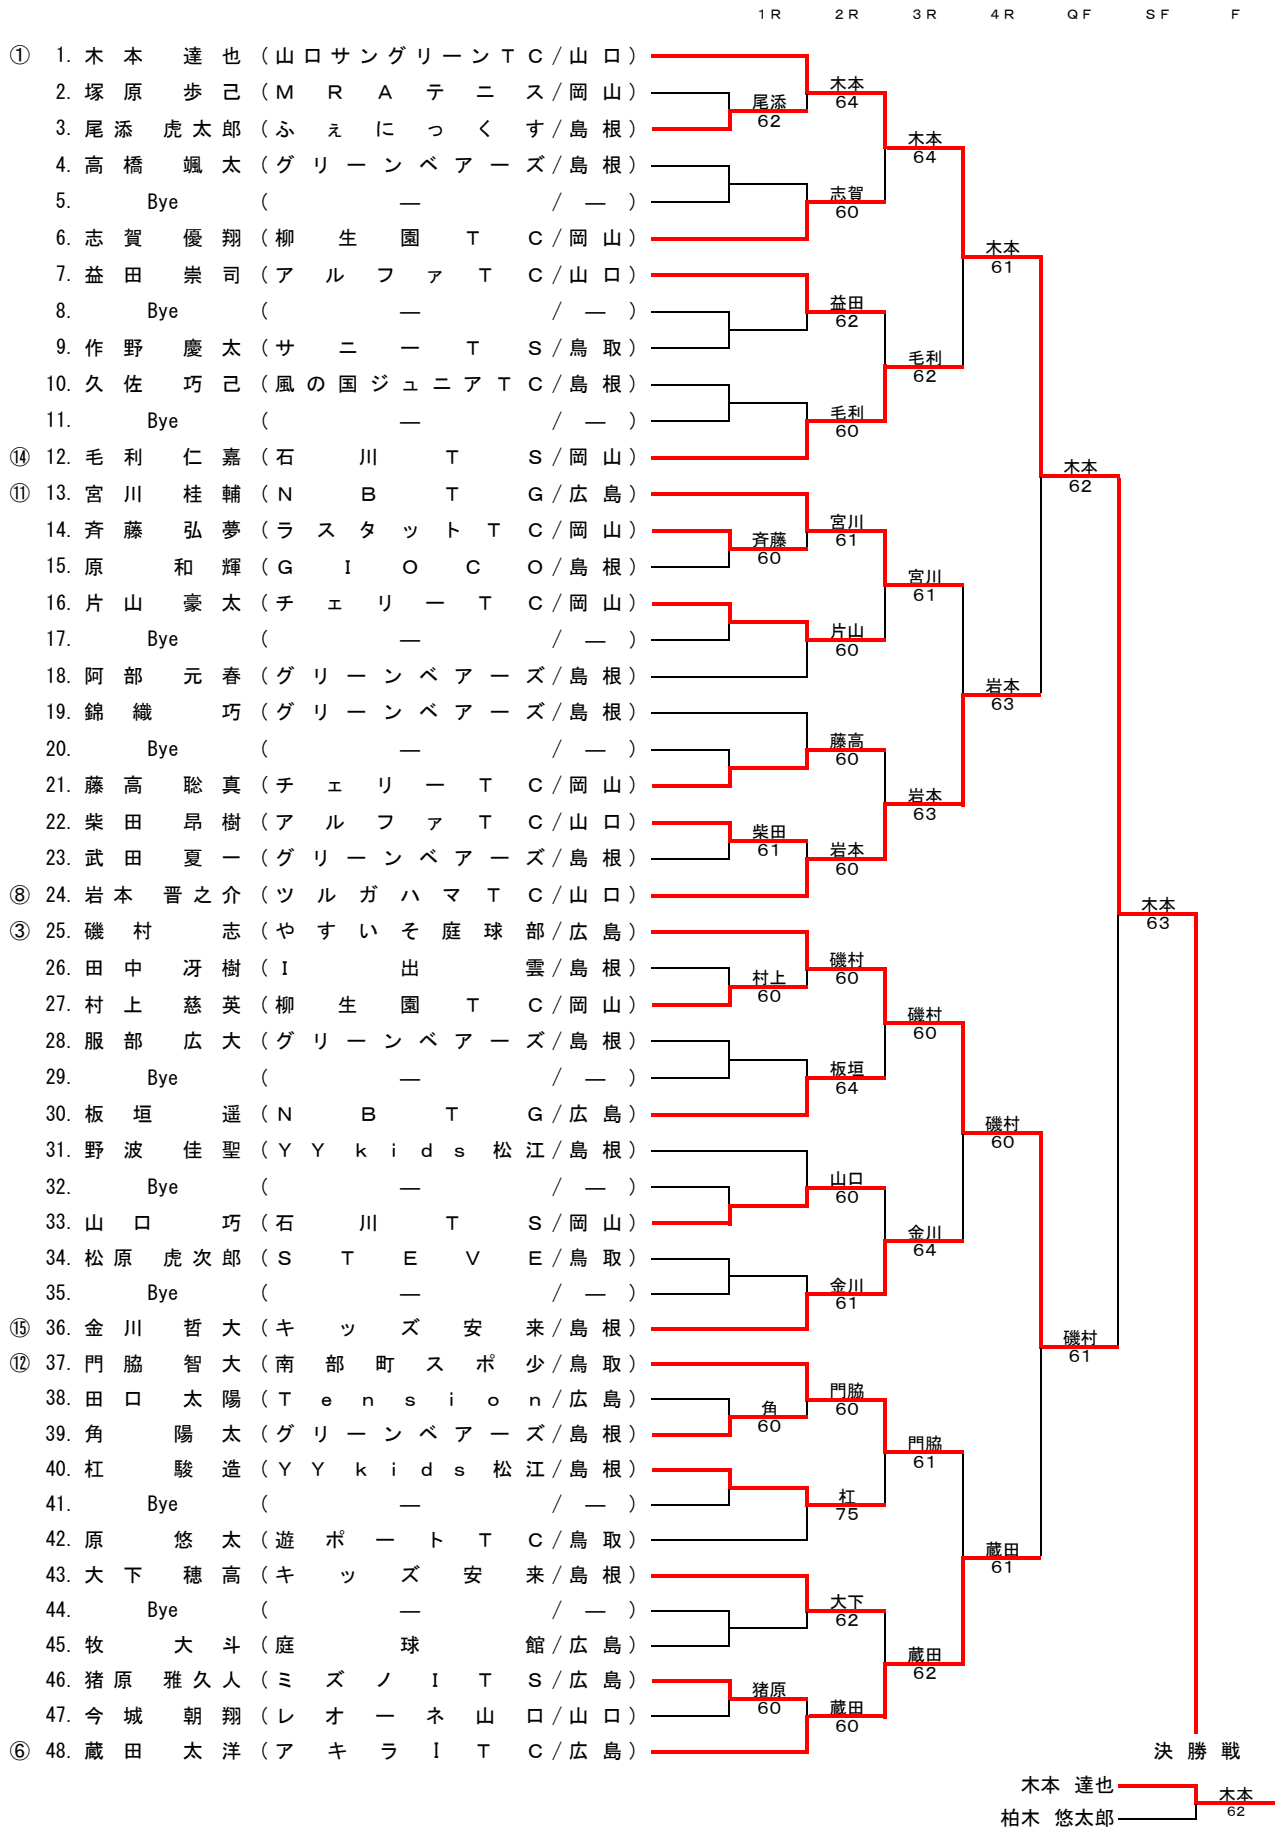 1R 2R 3R 4R QF SF F
① 1. 木本 達也 (山口サングリーンTC/山口)
2. 塚原 歩己 (MRAテニス/岡山)
3. 尾添 虎太郎 (ふぇにっくす/島根)
4. 高橋 颯太 (グリーンベアーズ/島根)
5. Bye ( ― / ― )
6. 志賀 優翔 (柳生園TC/岡山)
7. 益田 崇司 (アルファTC/山口)
8. Bye ( ― / ― )
9. 作野 慶太 (サニーTS/鳥取)
10. 久佐 巧己 (風の国ジュニアTC/島根)
11. Bye ( ― / ― )
⑭ 12. 毛利 仁嘉 (石川TS/岡山)
⑪ 13. 宮川 桂輔 (NBTG/広島)
14. 斉藤 弘夢 (ラスタットTC/岡山)
15. 原 和輝 (GIOCO/島根)
16. 片山 豪太 (チェリーTC/岡山)
17. Bye ( ― / ― )
18. 阿部 元春 (グリーンベアーズ/島根)
19. 錦織 巧 (グリーンベアーズ/島根)
20. Bye ( ― / ― )
21. 藤高 聡真 (チェリーTC/岡山)
22. 柴田 昂樹 (アルファTC/山口)
23. 武田 夏一 (グリーンベアーズ/島根)
⑧ 24. 岩本 晋之介 (ツルガハマTC/山口)
③ 25. 磯村 志 (やすいそ庭球部/広島)
26. 田中 冴樹 (I出雲/島根)
27. 村上 慈英 (柳生園TC/岡山)
28. 服部 広大 (グリーンベアーズ/島根)
29. Bye ( ― / ― )
30. 板垣 遥 (NBTG/広島)
31. 野波 佳聖 (YYkids松江/島根)
32. Bye ( ― / ― )
33. 山口 巧 (石川TS/岡山)
34. 松原 虎次郎 (STEVE/鳥取)
35. Bye ( ― / ― )
⑮ 36. 金川 哲大 (キッズ安来/島根)
⑫ 37. 門脇 智大 (南部町スポ少/鳥取)
38. 田口 太陽 (Tension/広島)
39. 角 陽太 (グリーンベアーズ/島根)
40. 杠 駿造 (YYkids松江/島根)
41. Bye ( ― / ― )
42. 原 悠太 (遊ポートTC/鳥取)
43. 大下 穂高 (キッズ安来/島根)
44. Bye ( ― / ― )
45. 牧 大斗 (庭球館/広島)
46. 猪原 雅久人 (ミズノITS/広島)
47. 今城 朝翔 (レオーネ山口/山口)
⑥ 48. 蔵田 太洋 (アキラITC/広島)
尾添
62
斉藤
60
柴田
61
村上
60
角
60
猪原
60
木本
64
志賀
60
益田
62
毛利
60
宮川
61
片山
60
藤高
60
岩本
60
磯村
60
板垣
64
山口
60
金川
61
門脇
60
杠
75
大下
62
蔵田
60
木本
64
毛利
62
宮川
61
岩本
63
磯村
60
金川
64
門脇
61
蔵田
62
木本
61
岩本
63
磯村
60
蔵田
61
木本
62
磯村
61
木本
63
決勝戦
木本 達也
柏木 悠太郎
木本
62